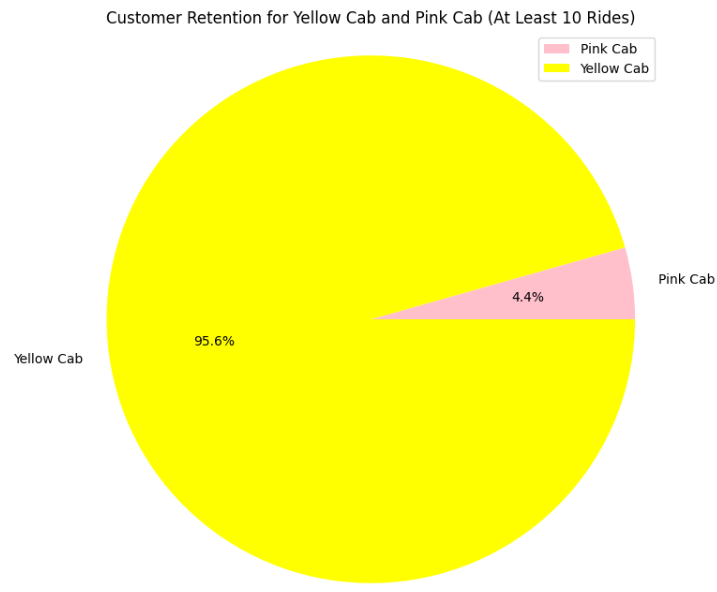 Customer Retention for Yellow Cab and Pink Cab (At Least 10 Rides)
Pink Cab
Yellow Cab
Pink Cab
4.4%
95.6%
Yellow Cab